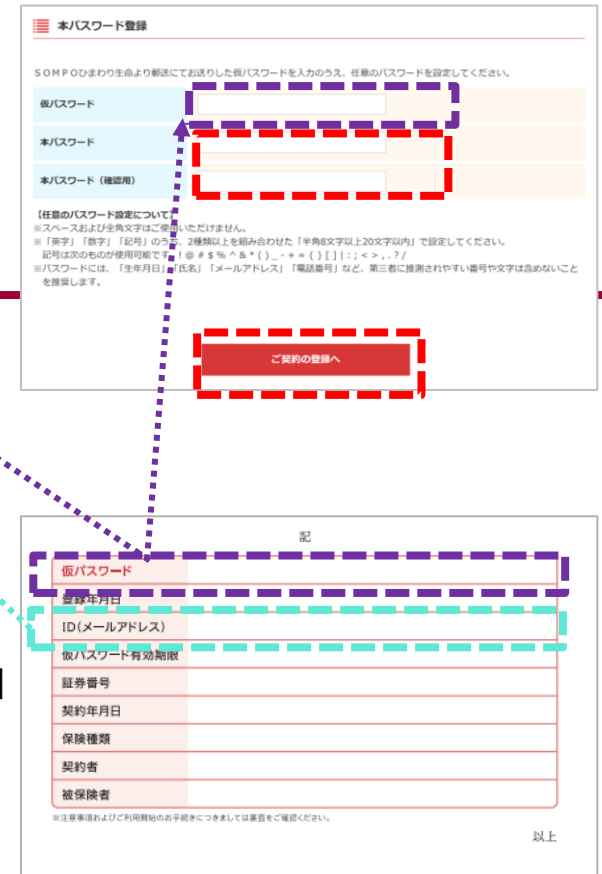 本パスワード登録
SOMPOひまわり生命より郵送にてお送りした仮パスワードを入力のうえ、任意のパスワードを設定してください。
仮パスワード
本パスワード
本パスワード（確認用）
【任意のパスワード設定について】
※スペースおよび全角文字はご使用いただけません。
※「英字」「数字」「記号」のうち、2種類以上を組み合わせた「半角8文字以上20文字以内」で設定してください。
記号は次のものが使用可能です。! @ # $ % ^ & * ( ) _ - + = { } [ ] | : ; < > , . ? /
※パスワードには、「生年月日」「氏名」「メールアドレス」「電話番号」など、第三者に推測されやすい番号や文字は含めないこと
を推奨します。
ご契約の登録へ
記
仮パスワード
登録年月日
ID(メールアドレス)
仮パスワード有効期限
証券番号
契約年月日
保険種類
契約者
被保険者
※注意事項およびご利用開始のお手続きにつきましては裏面をご確認ください。
以上